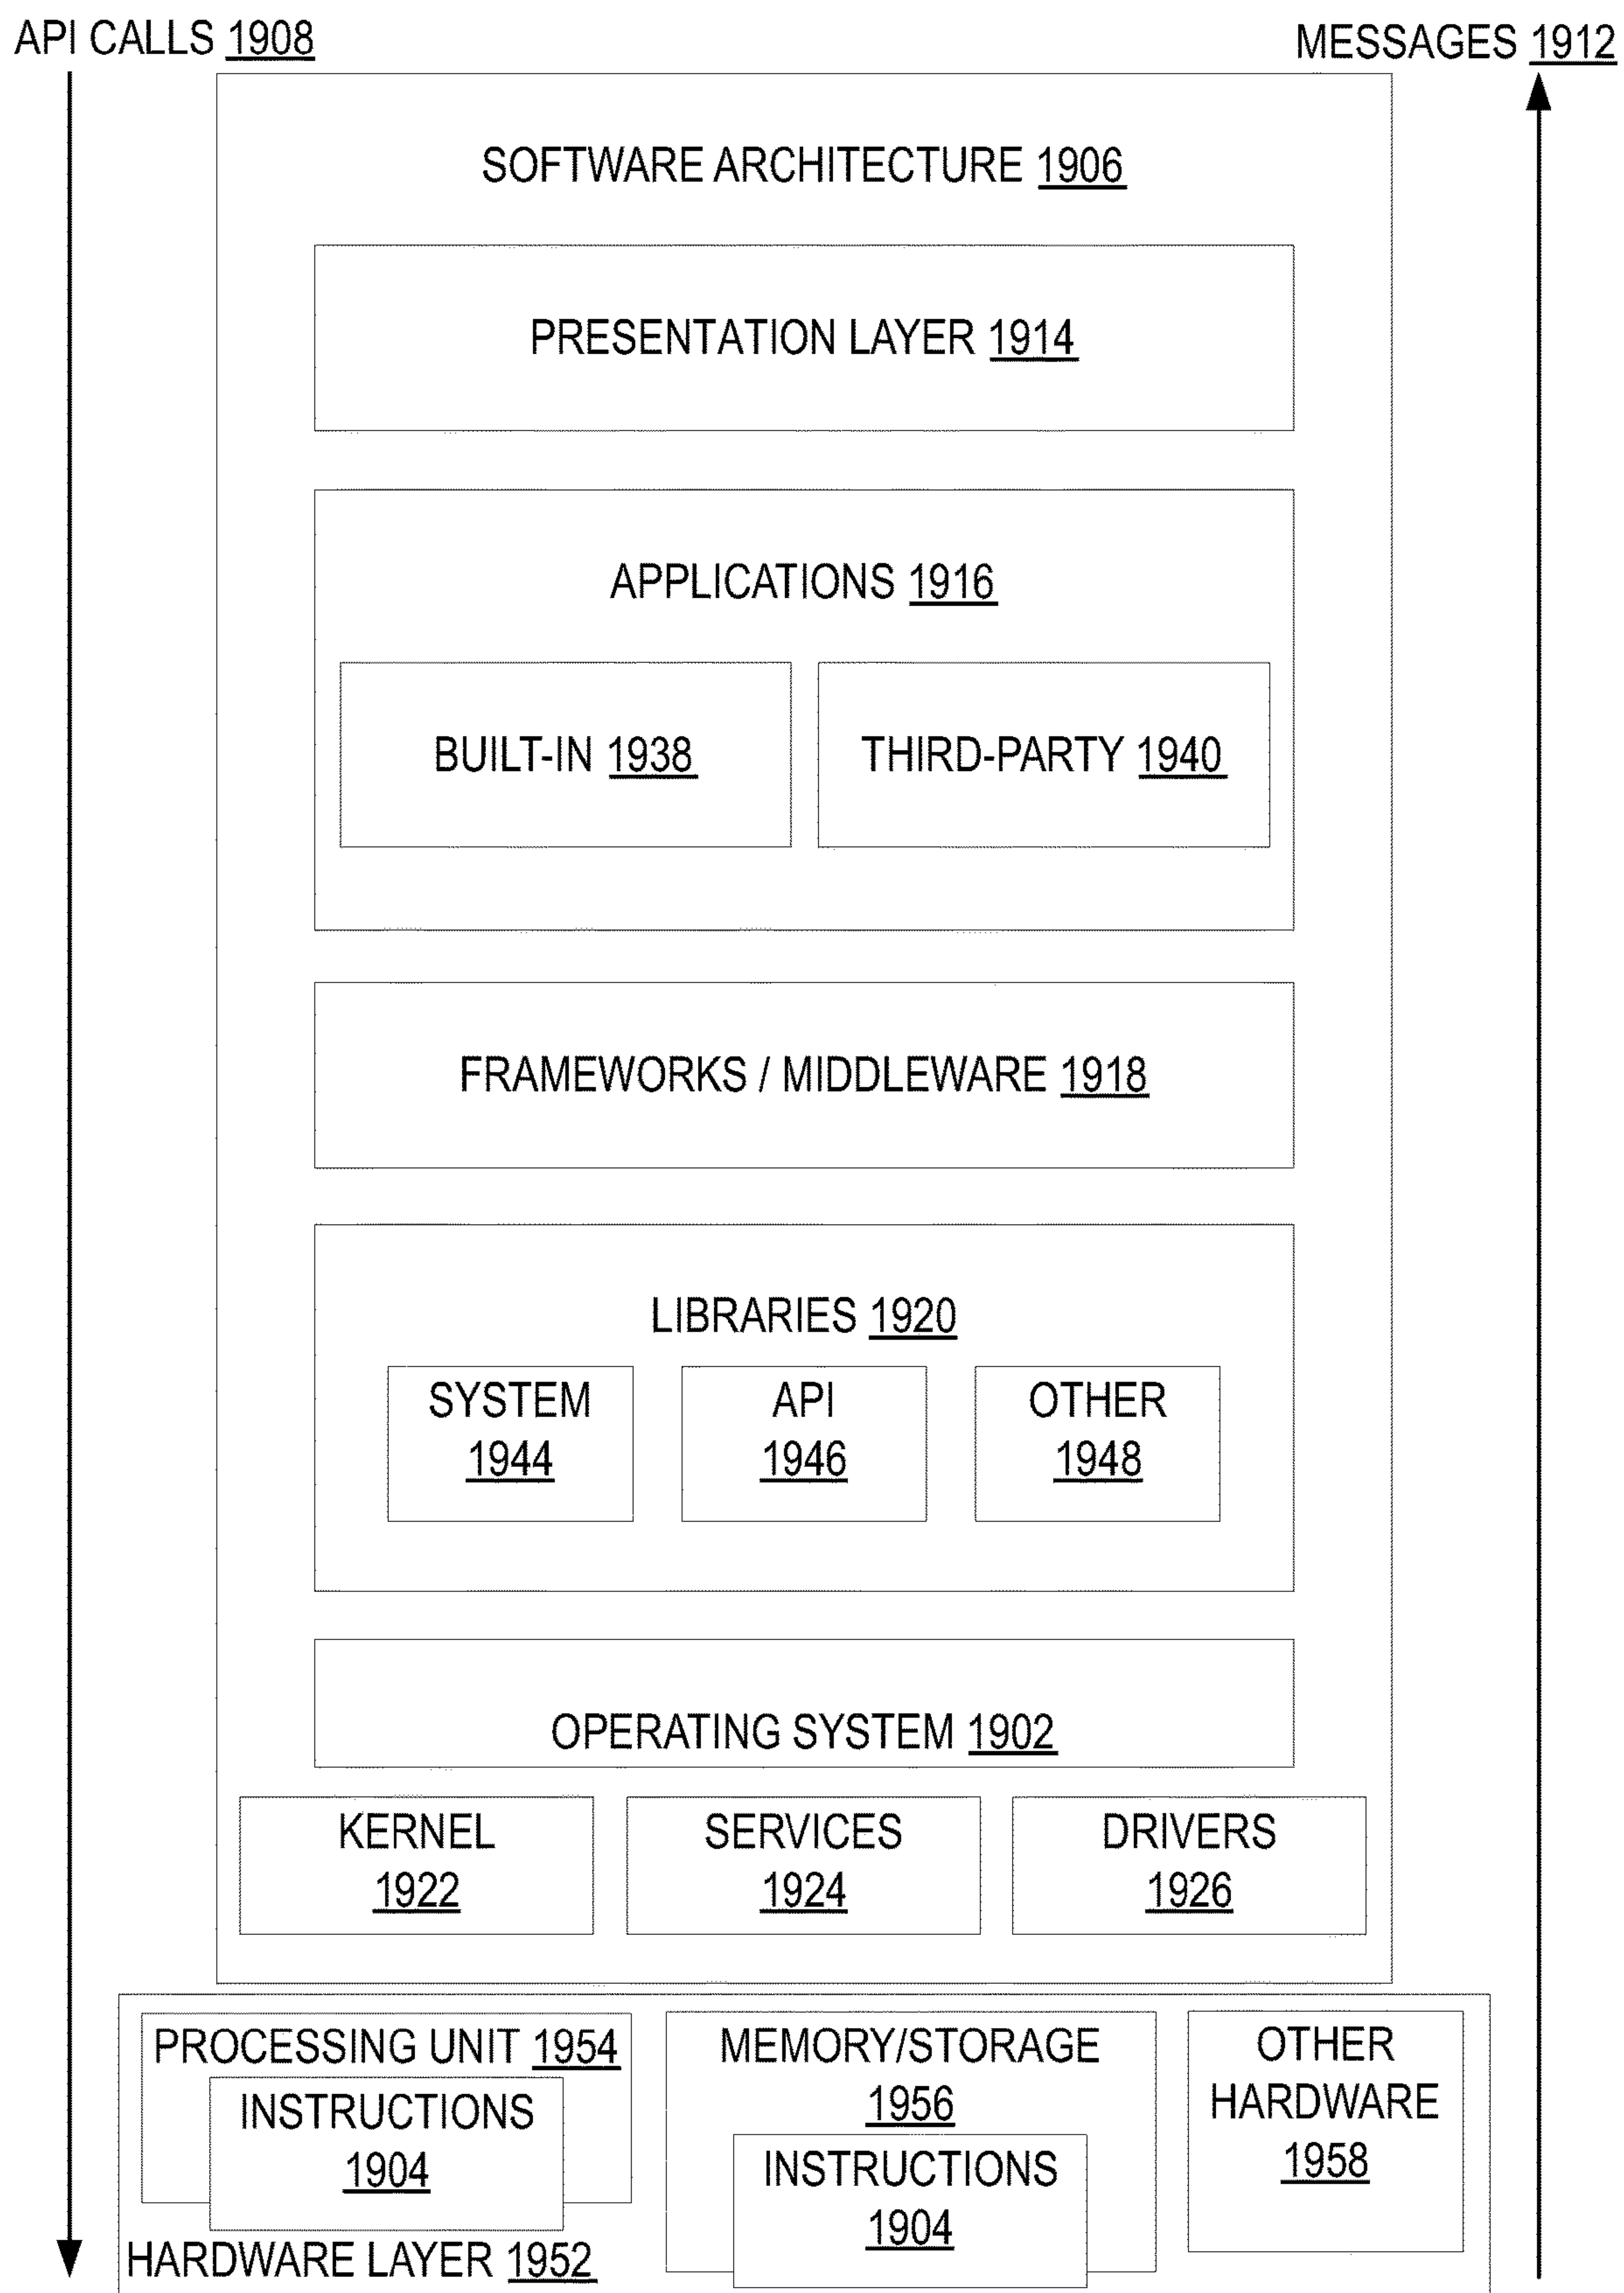 API CALLS 1908
MESSAGES 1912
SOFTWARE ARCHITECTURE 1906
PRESENTATION LAYER 1914
APPLICATIONS 1916
BUILT-IN 1938
THIRD-PARTY 1940
FRAMEWORKS / MIDDLEWARE 1918
LIBRARIES 1920
SYSTEM
1944
API
1946
OTHER
1948
OPERATING SYSTEM 1902
KERNEL
1922
SERVICES
1924
DRIVERS
1926
PROCESSING UNIT 1954
INSTRUCTIONS
1904
MEMORY/STORAGE
1956
INSTRUCTIONS
1904
OTHER
HARDWARE
1958
HARDWARE LAYER 1952